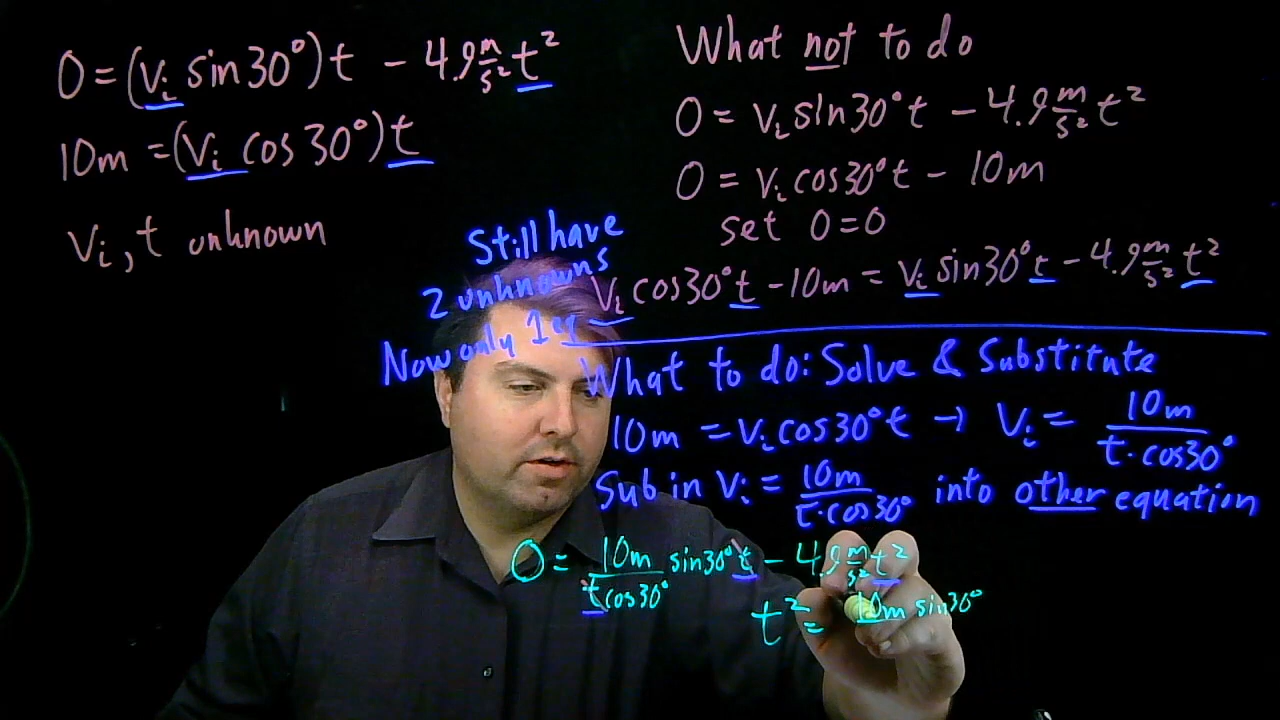 0 = (vᵢ sin30°)t - 4.9 m/s² t²
10m = (vᵢ cos30°)t
Vᵢ, t unknown
What not to do
0 = vᵢ sin30° t - 4.9 m/s² t²
0 = vᵢ cos30° t - 10m
set 0=0
Vᵢ cos30° t - 10m = vᵢ sin30° t - 4.9 m/s² t²
Still have
2 unknowns
Now only 1 eq
What to do: Solve & Substitute
10m = vᵢ cos30° t → Vᵢ = 10m / t · cos30°
Sub in Vᵢ = 10m / t · cos30° into other equation
0 = 10m / t cos30° sin30° t - 4.9 m/s² t²
t² = 10m sin30°